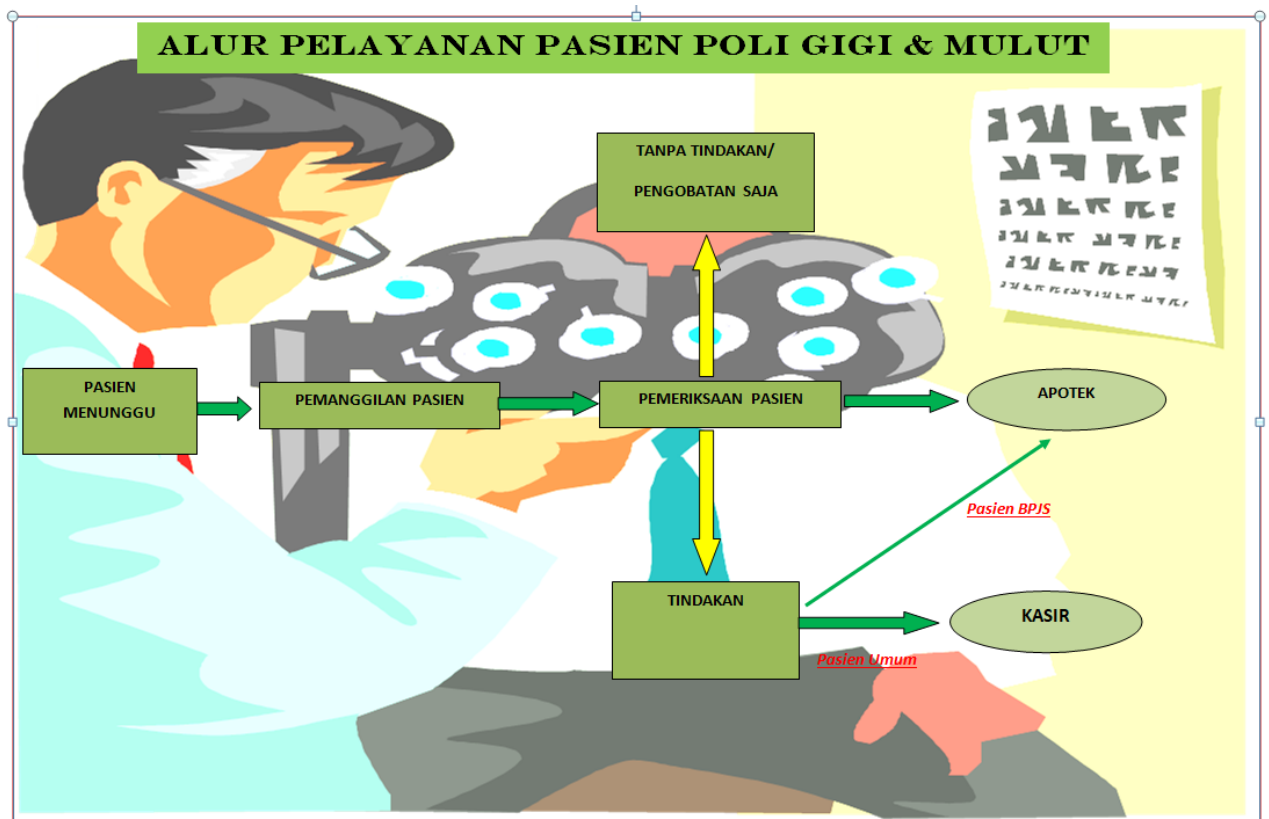 ALUR PELAYANAN PASIEN POLI GIGI & MULUT
TANPA TINDAKAN/
PENGOBATAN SAJA
PASIEN
MENUNGGU
PEMANGGILAN PASIEN
PEMERIKSAAN PASIEN
APOTEK
Pasien BPJS
TINDAKAN
KASIR
Pasien Umum